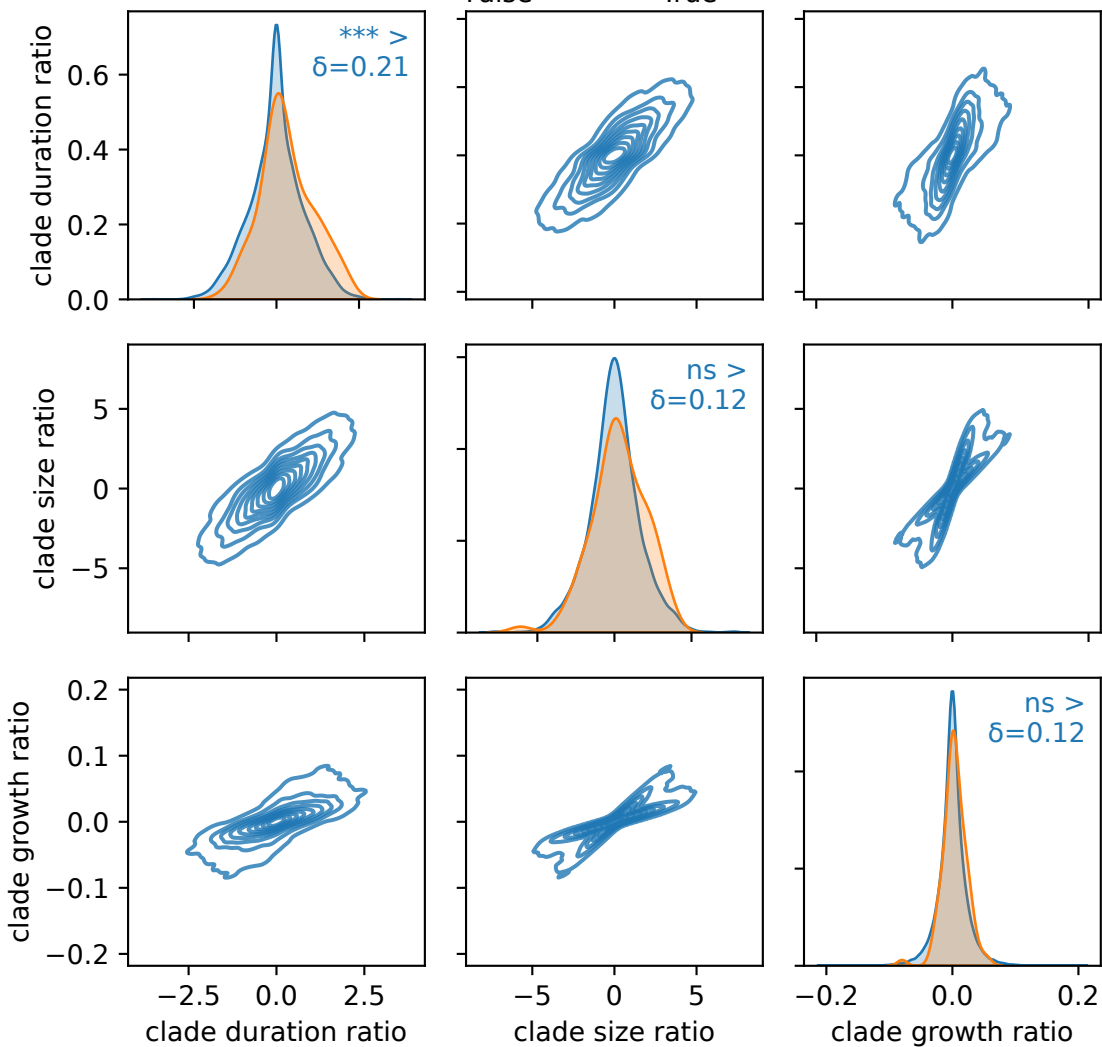 False True
clade duration ratio
0.6
0.4
0.2
0.0
*** >
δ=0.21
clade size ratio
5
0
−5
ns >
δ=0.12
clade growth ratio
0.2
0.1
0.0
−0.1
−0.2
ns >
δ=0.12
−2.5 0.0 2.5
−5 0 5
−0.2 0.0 0.2
clade duration ratio
clade size ratio
clade growth ratio